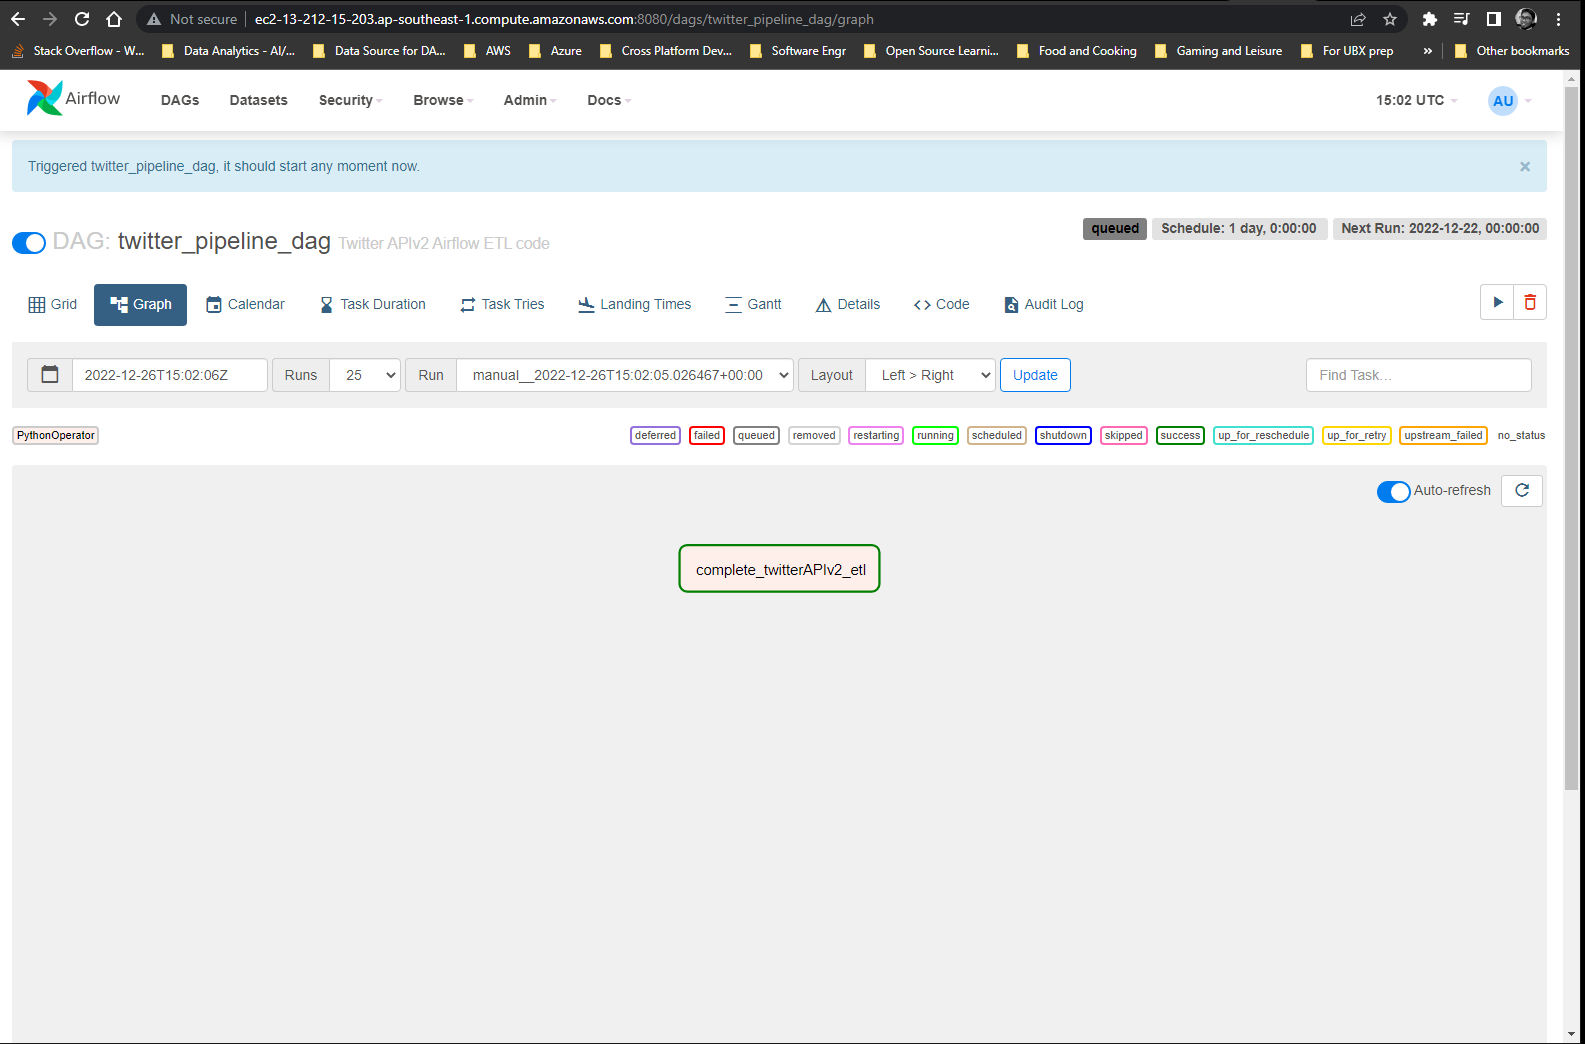 Not secure ec2-13-212-15-203.ap-southeast-1.compute.amazonaws.com:8080/dags/twitter_pipeline_dag/graph
Stack Overflow - W... Data Analytics - AI/... Data Source for DA... AWS Azure Cross Platform Dev... Software Engr Open Source Learni... Food and Cooking Gaming and Leisure For UBX prep » Other bookmarks
Airflow DAGs Datasets Security Browse Admin Docs 15:02 UTC AU
Triggered twitter_pipeline_dag, it should start any moment now. ×
DAG: twitter_pipeline_dag Twitter APIv2 Airflow ETL code queued Schedule: 1 day, 0:00:00 Next Run: 2022-12-22, 00:00:00
Grid Graph Calendar Task Duration Task Tries Landing Times Gantt Details Code Audit Log
2022-12-26T15:02:06Z Runs 25 Run manual__2022-12-26T15:02:05.026467+00:00 Layout Left > Right Update Find Task...
PythonOperator deferred failed queued removed restarting running scheduled shutdown skipped success up_for_reschedule up_for_retry upstream_failed no_status
Auto-refresh
complete_twitterAPIv2_etl